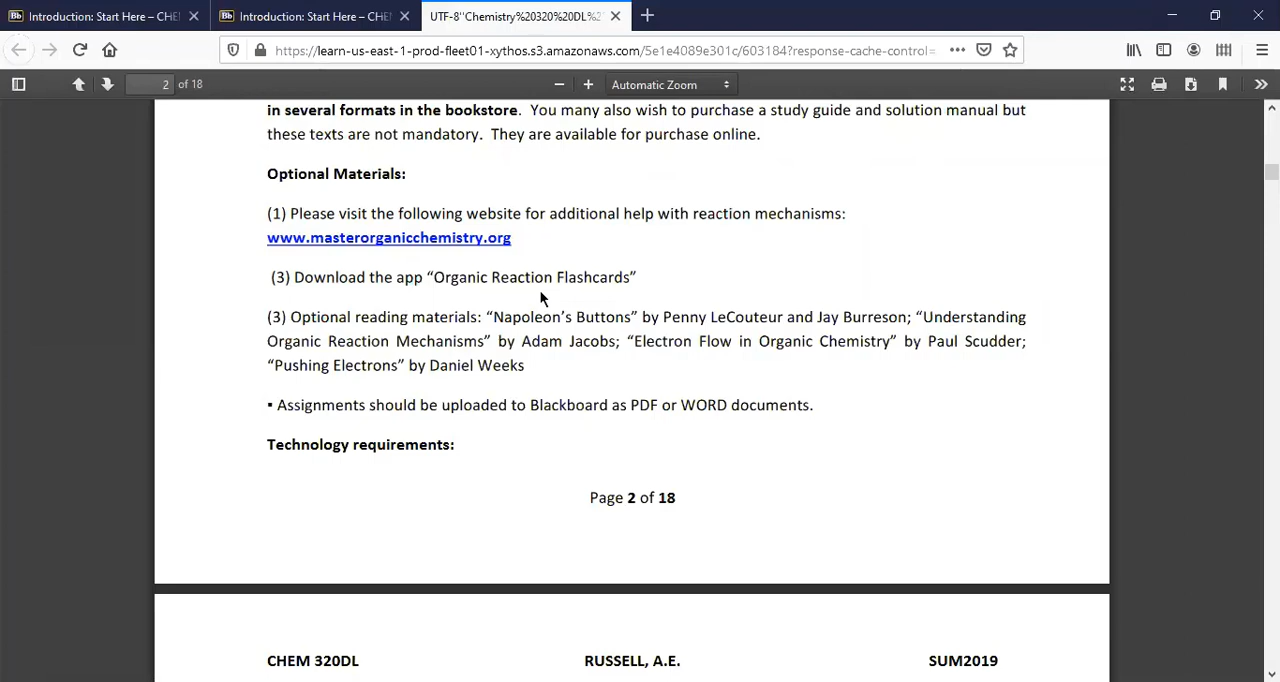 Introduction: Start Here – CHE
Introduction: Start Here – CHE
UTF-8''Chemistry%20320%20DL%2
https://learn-us-east-1-prod-fleet01-xythos.s3.amazonaws.com/5e1e4089e301c/603184?response-cache-control=
2 of 18
Automatic Zoom
in several formats in the bookstore. You many also wish to purchase a study guide and solution manual but
these texts are not mandatory. They are available for purchase online.
Optional Materials:
(1) Please visit the following website for additional help with reaction mechanisms:
www.masterorganicchemistry.org
(3) Download the app “Organic Reaction Flashcards”
(3) Optional reading materials: “Napoleon’s Buttons” by Penny LeCouteur and Jay Burreson; “Understanding
Organic Reaction Mechanisms” by Adam Jacobs; “Electron Flow in Organic Chemistry” by Paul Scudder;
“Pushing Electrons” by Daniel Weeks
▪ Assignments should be uploaded to Blackboard as PDF or WORD documents.
Technology requirements:
Page 2 of 18
CHEM 320DL RUSSELL, A.E. SUM2019